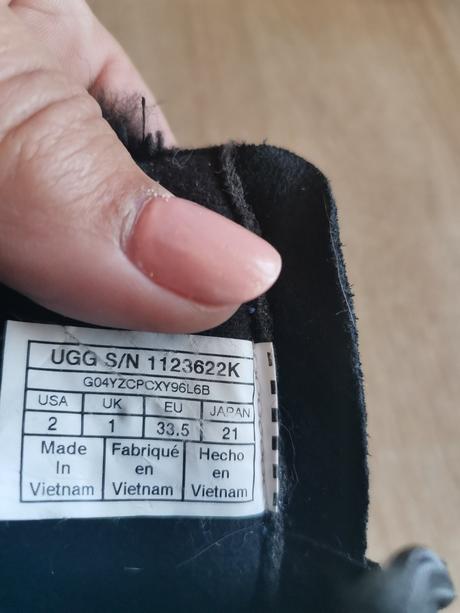 UGG S/N 1123622K
G04YZCPCXY96L6B
USA UK EU JAPAN
2 1 33.5 21
Made Fabriqué Hecho
In en en
Vietnam Vietnam Vietnam